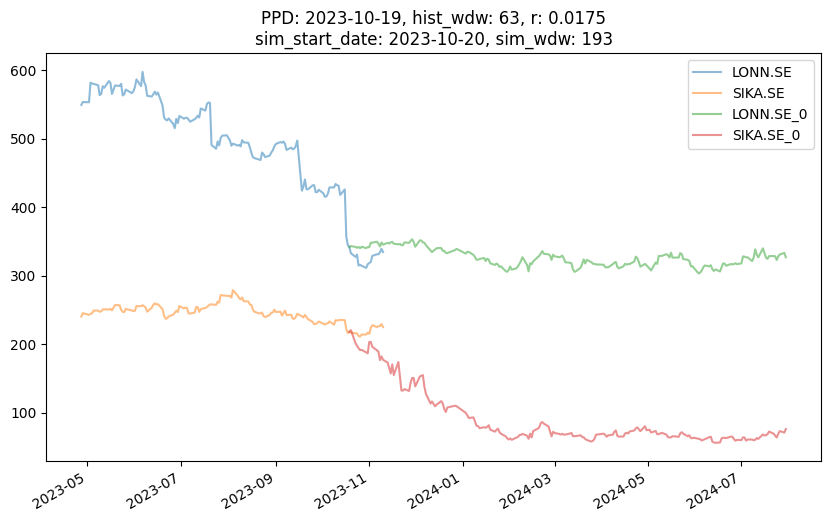 PPD: 2023-10-19, hist_wdw: 63, r: 0.0175
sim_start_date: 2023-10-20, sim_wdw: 193
LONN.SE
SIKA.SE
LONN.SE_0
SIKA.SE_0
600
500
400
300
200
100
2023-05
2023-07
2023-09
2023-11
2024-01
2024-03
2024-05
2024-07